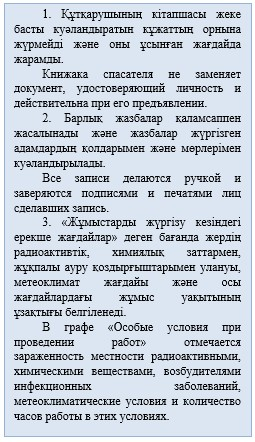 1. Құтқарушының кітапшасы жеке
басты куәландыратын құжаттың орнына
жүрмейді және оны ұсынған жағдайда
жарамды.
Книжака спасателя не заменяет
документ, удостоверяющий личность и
действительна при его предъявлении.
2. Барлық жазбалар қаламсаппен
жасалынады және жазбалар жүргізген
адамдардың қолдарымен және мөрлерімен
куәландырылады.
Все записи делаются ручкой и
заверяются подписями и печатями лиц
сделавших запись.
3. «Жұмыстарды жүргізу кезіндегі
ерекше жағдайлар» деген бағанда жердің
радиоактивтік, химиялық заттармен,
жұқпалы ауру қоздырғыштарымен улануы,
метеоклимат жағдайы және осы
жағдайлардағы жұмыс уақытының
ұзақтығы белгіленеді.
В графе «Особые условия при
проведении работ» отмечается
зараженность местности радиоактивными,
химическими веществами, возбудителями
инфекционных заболеваний,
метеоклиматические условия и количество
часов работы в этих условиях.